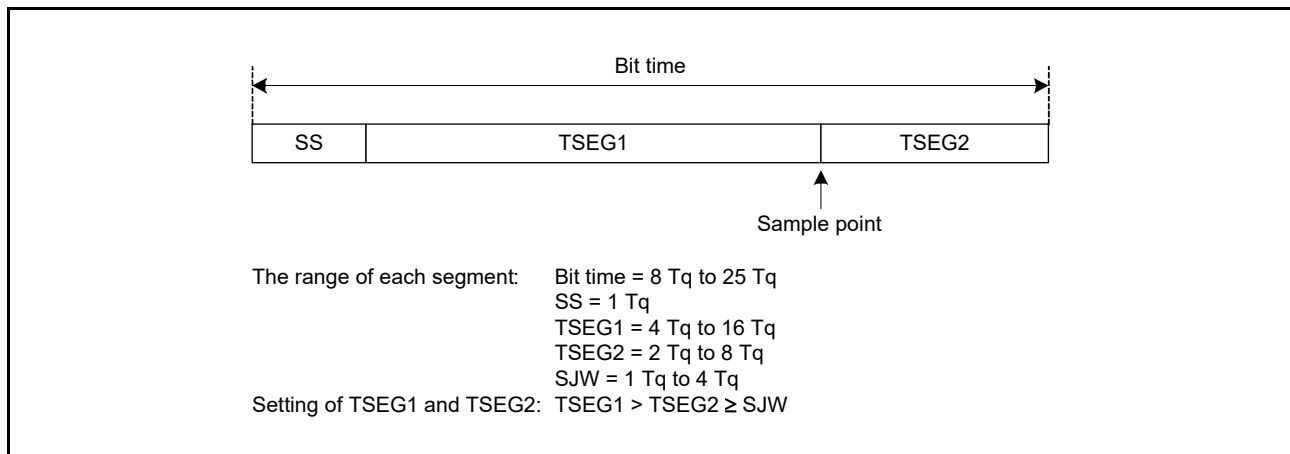 Bit time
SS TSEG1 TSEG2
Sample point
The range of each segment: Bit time = 8 Tq to 25 Tq
SS = 1 Tq
TSEG1 = 4 Tq to 16 Tq
TSEG2 = 2 Tq to 8 Tq
SJW = 1 Tq to 4 Tq
Setting of TSEG1 and TSEG2: TSEG1 > TSEG2 ≥ SJW